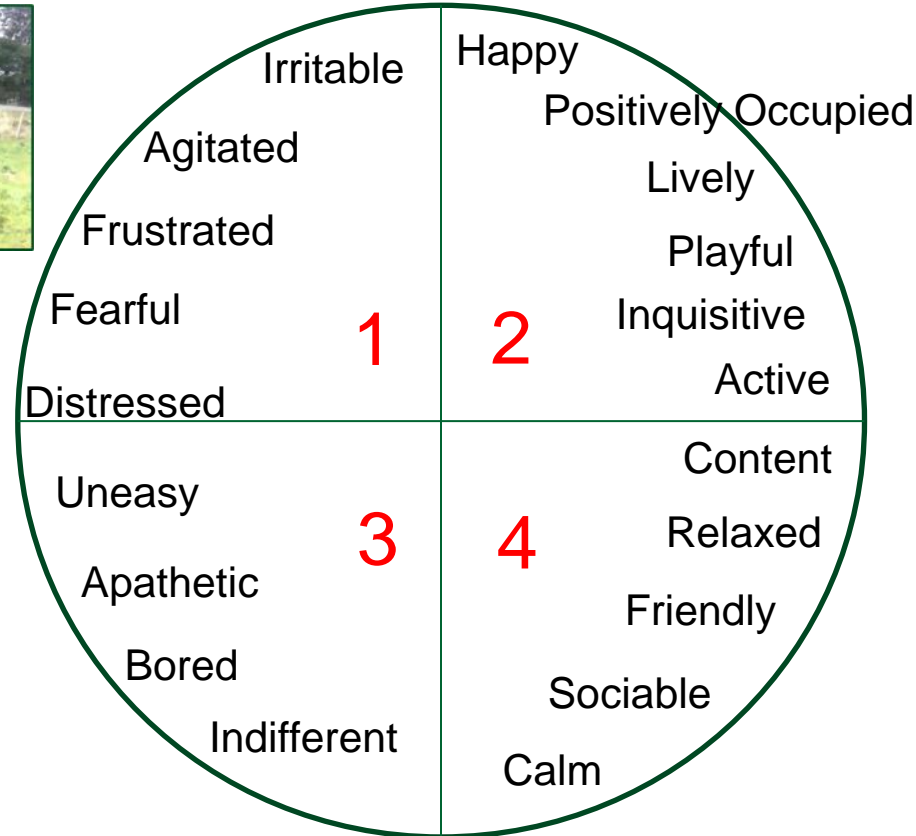 Irritable
Agitated
Frustrated
Fearful
Distressed
1
Happy
Positively Occupied
Lively
Playful
Inquisitive
Active
2
Uneasy
Apathetic
Bored
Indifferent
3
Content
Relaxed
Friendly
Sociable
Calm
4